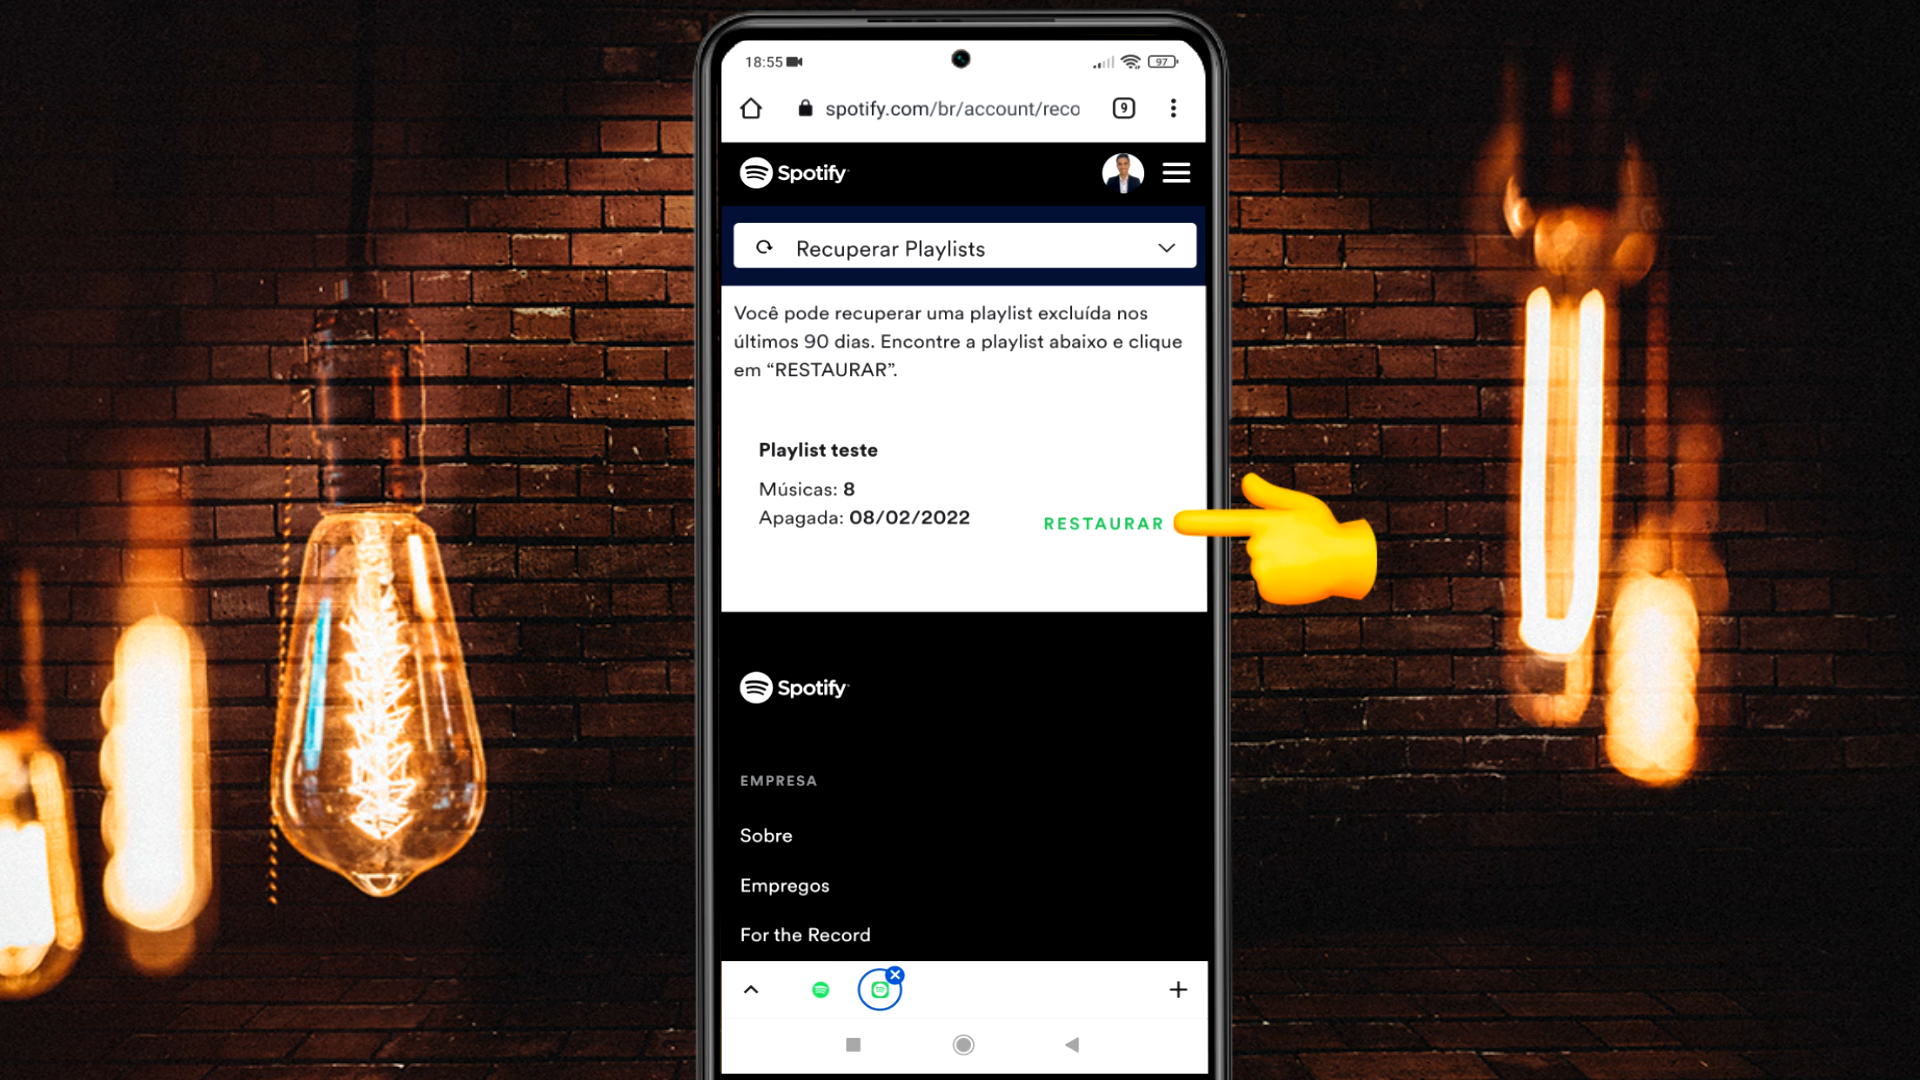 18:55
97
spotify.com/br/account/reco
9
Spotify
Recuperar Playlists
Você pode recuperar uma playlist excluída nos
últimos 90 dias. Encontre a playlist abaixo e clique
em “RESTAURAR”.
Playlist teste
Músicas: 8
Apagada: 08/02/2022
RESTAURAR
Spotify
EMPRESA
Sobre
Empregos
For the Record